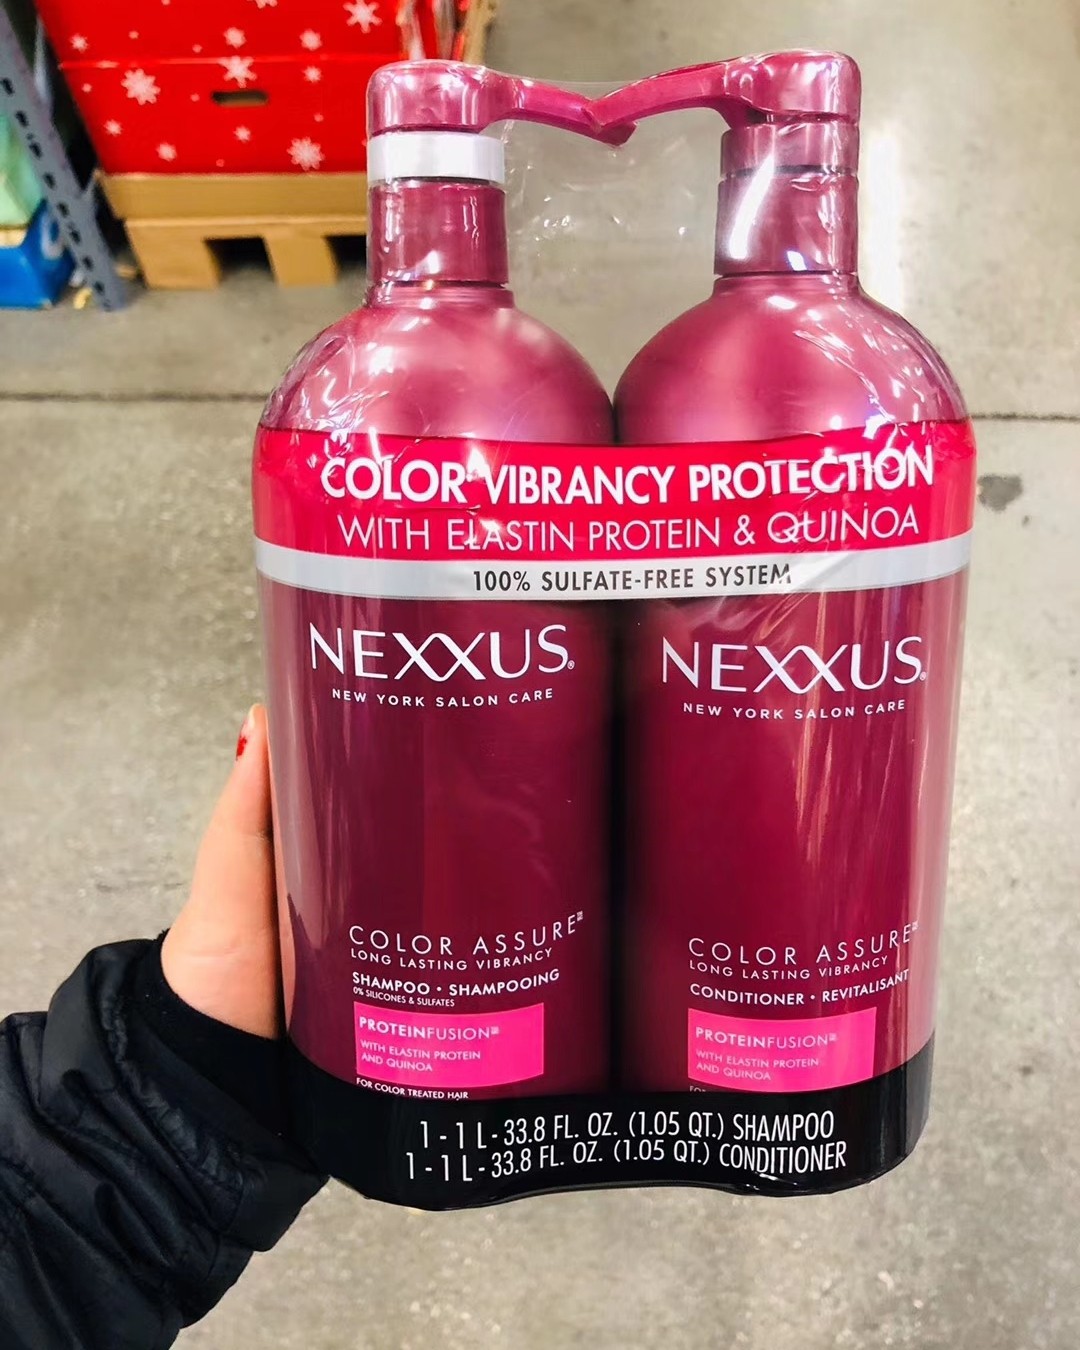 COLOR VIBRANCY PROTECTION
WITH ELASTIN PROTEIN & QUINOA
100% SULFATE-FREE SYSTEM
NEXXUS®
NEW YORK SALON CARE
COLOR ASSURE
LONG LASTING VIBRANCY
SHAMPOO • SHAMPOOING
0% SILICONES & SULFATES
PROTEINFUSION
WITH ELASTIN PROTEIN
AND QUINOA
FOR COLOR TREATED HAIR
NEXXUS®
NEW YORK SALON CARE
COLOR ASSURE
LONG LASTING VIBRANCY
CONDITIONER • REVITALISANT
PROTEINFUSION
WITH ELASTIN PROTEIN
AND QUINOA
1 - 1 L - 33.8 FL. OZ. (1.05 QT.) SHAMPOO
1 - 1 L - 33.8 FL. OZ. (1.05 QT.) CONDITIONER